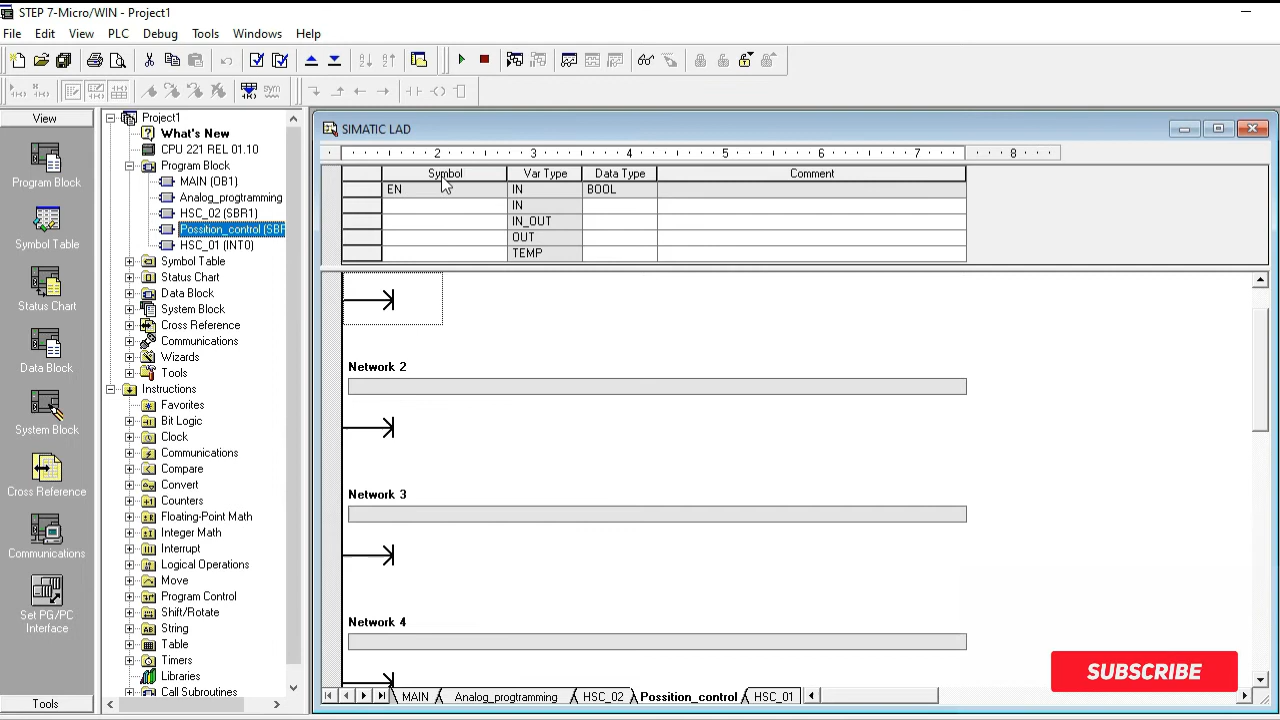 STEP 7-Micro/WIN - Project1
File Edit View PLC Debug Tools Windows Help
View
Program Block
Symbol Table
Status Chart
Data Block
System Block
Cross Reference
Communications
Set PG/PC
Interface
Tools
Project1
What's New
CPU 221 REL 01.10
Program Block
MAIN (OB1)
Analog_progtramming
HSC_02 (SBR1)
Possition_control (SBR
HSC_01 (INT0)
Symbol Table
Status Chart
Data Block
System Block
Cross Reference
Communications
Wizards
Tools
Instructions
Favorites
Bit Logic
Clock
Communications
Compare
Convert
Counters
Floating-Point Math
Integer Math
Interrupt
Logical Operations
Move
Program Control
Shift/Rotate
String
Table
Timers
Libraries
Call Subroutines
SIMATIC LAD
2 3 4 5 6 7 8
Symbol Var Type Data Type Comment
EN IN BOOL
IN
IN_OUT
OUT
TEMP
Network 2
Network 3
Network 4
MAIN Analog_progtramming HSC_02 Possition_control HSC_01
SUBSCRIBE